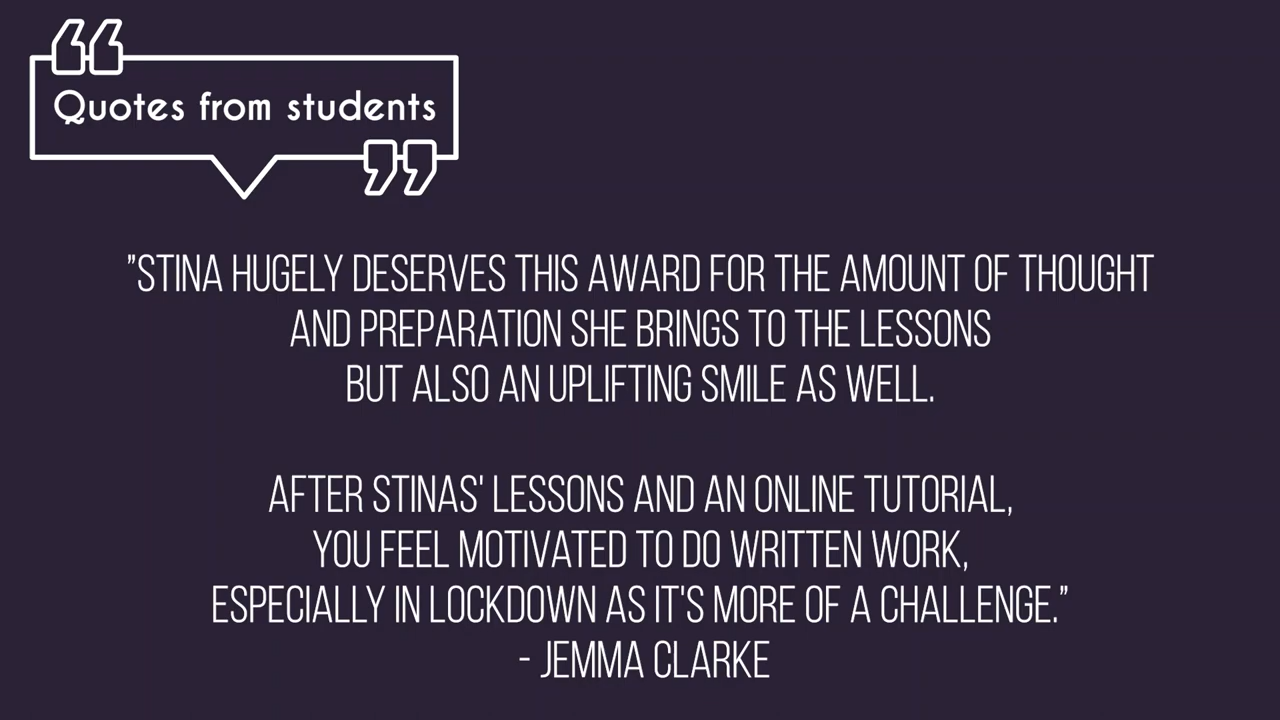 Quotes from students
"STINA HUGELY DESERVES THIS AWARD FOR THE AMOUNT OF THOUGHT
AND PREPARATION SHE BRINGS TO THE LESSONS
BUT ALSO AN UPLIFTING SMILE AS WELL.
AFTER STINAS' LESSONS AND AN ONLINE TUTORIAL,
YOU FEEL MOTIVATED TO DO WRITTEN WORK,
ESPECIALLY IN LOCKDOWN AS IT'S MORE OF A CHALLENGE."
- JEMMA CLARKE